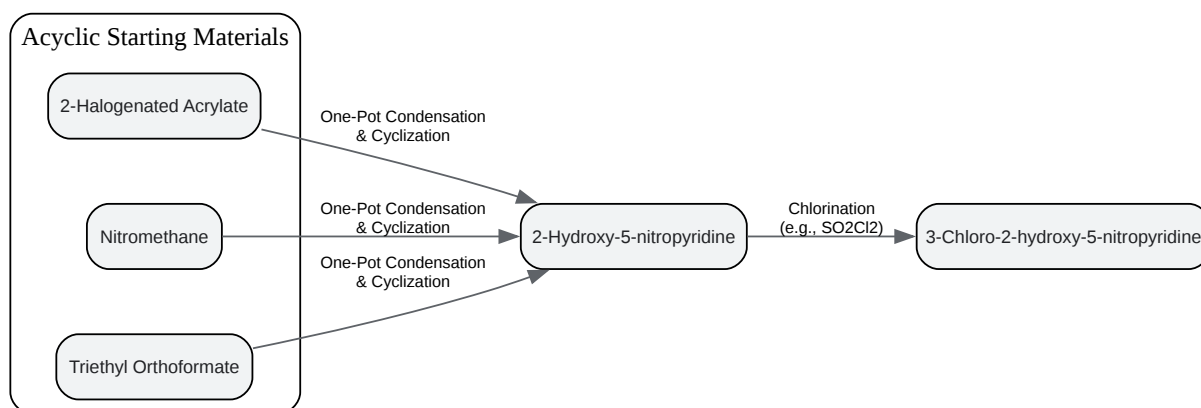 Acyclic Starting Materials
2-Halogenated Acrylate
One-Pot Condensation
& Cyclization
Nitromethane
One-Pot Condensation
& Cyclization
2-Hydroxy-5-nitropyridine
Chlorination
(e.g., SO2Cl2)
3-Chloro-2-hydroxy-5-nitropyridine
One-Pot Condensation
& Cyclization
Triethyl Orthoformate